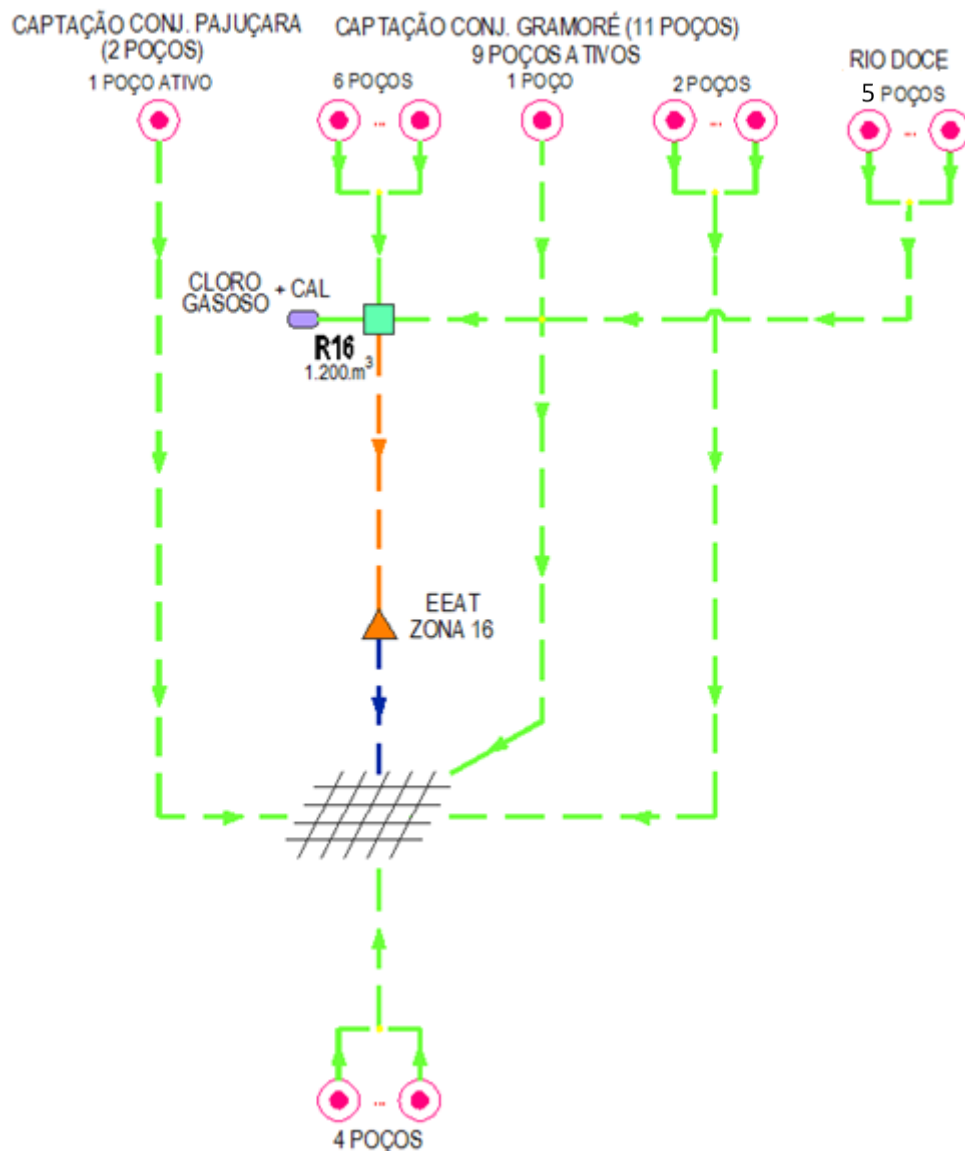 CAPTAÇÃO CONJ. PAJUÇARA
(2 POÇOS)
1 POÇO ATIVO
CAPTAÇÃO CONJ. GRAMORÉ (11 POÇOS)
9 POÇOS ATIVOS
6 POÇOS
1 POÇO
2 POÇOS
RIO DOCE
5 POÇOS
...
...
...
CLORO
GASOSO + CAL
R16
1.200.m³
EEAT
ZONA 16
...
4 POÇOS